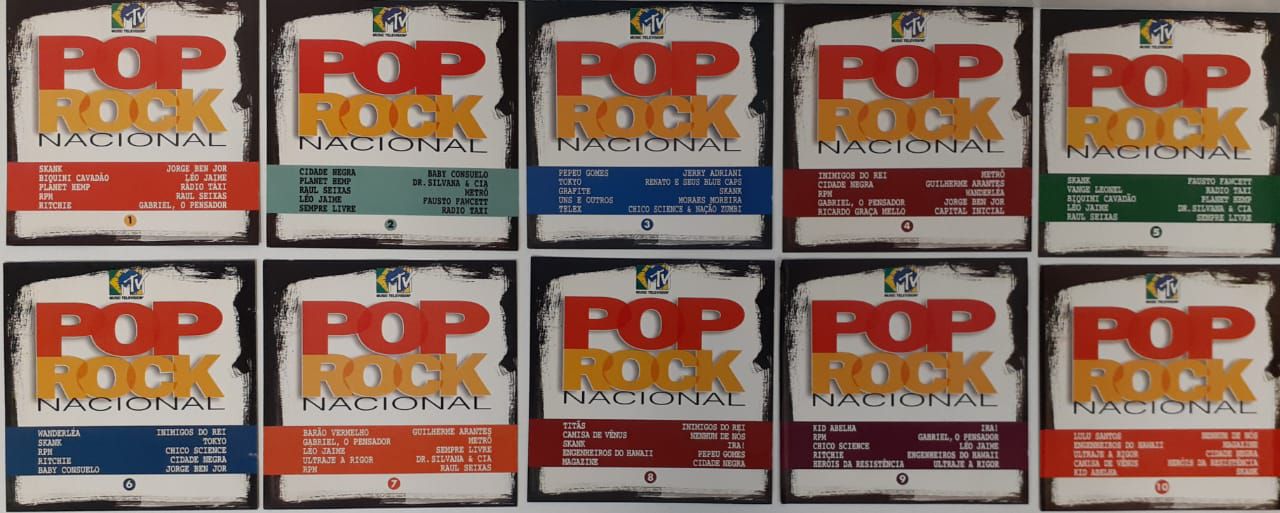 MTV
MUSIC TELEVISION
POP
ROCK
NACIONAL
SKANK JORGE BEN JOR
BIQUINI CAVADÃO LÉO JAIME
PLANET HEMP RÁDIO TAXI
RPM RAUL SEIXAS
RITCHIE GABRIEL, O PENSADOR
1
MTV
MUSIC TELEVISION
POP
ROCK
NACIONAL
CIDADE NEGRA BABY CONSUELO
PLANET HEMP DR.SILVANA & CIA
RAUL SEIXAS METRÔ
LÉO JAIME FAUSTO FAWCETT
SEMPRE LIVRE RADIO TAXI
2
MTV
MUSIC TELEVISION
POP
ROCK
NACIONAL
PEPEU GOMES JERRY ADRIANI
TOKYO RENATO E SEUS BLUE CAPS
GRAFITE SKANK
UNS E OUTROS MORAES MOREIRA
TELEX CHICO SCIENCE & NAÇÃO ZUMBI
3
MTV
MUSIC TELEVISION
POP
ROCK
NACIONAL
INIMIGOS DO REI METRÔ
CIDADE NEGRA GUILHERME ARANTES
RPM WANDERLÉA
GABRIEL, O PENSADOR JORGE BEN JOR
RICARDO GRAÇA MELLO CAPITAL INICIAL
4
MTV
MUSIC TELEVISION
POP
ROCK
NACIONAL
SKANK FAUSTO FAWCETT
VANGE LEONEL RADIO TAXI
BIQUINI CAVADÃO PLANET HEMP
LÉO JAIME DR.SILVANA & CIA
RAUL SEIXAS SEMPRE LIVRE
5
MTV
MUSIC TELEVISION
POP
ROCK
NACIONAL
WANDERLÉA INIMIGOS DO REI
SKANK TOKYO
RPM CHICO SCIENCE
RITCHIE CIDADE NEGRA
BABY CONSUELO JORGE BEN JOR
6
MTV
MUSIC TELEVISION
POP
ROCK
NACIONAL
BARÃO VERMELHO GUILHERME ARANTES
GABRIEL, O PENSADOR METRÔ
LÉO JAIME SEMPRE LIVRE
ULTRAJE A RIGOR DR.SILVANA & CIA
RPM RAUL SEIXAS
7
MTV
MUSIC TELEVISION
POP
ROCK
NACIONAL
TITÃS INIMIGOS DO REI
CAMISA DE VÊNUS NENHUM DE NÓS
SKANK IRA!
ENGENHEIROS DO HAWAII PEPEU GOMES
MAGAZINE CIDADE NEGRA
8
MTV
MUSIC TELEVISION
POP
ROCK
NACIONAL
KID ABELHA IRA!
RPM GABRIEL, O PENSADOR
CHICO SCIENCE LÉO JAIME
RITCHIE ENGENHEIROS DO HAWAII
HERÓIS DA RESISTÊNCIA ULTRAJE A RIGOR
9
MTV
MUSIC TELEVISION
POP
ROCK
NACIONAL
LULU SANTOS NENHUM DE NÓS
ENGENHEIROS DO HAWAII MAGAZINE
ULTRAJE A RIGOR CIDADE NEGRA
CAMISA DE VÊNUS HERÓIS DA RESISTÊNCIA
KID ABELHA SKANK
10